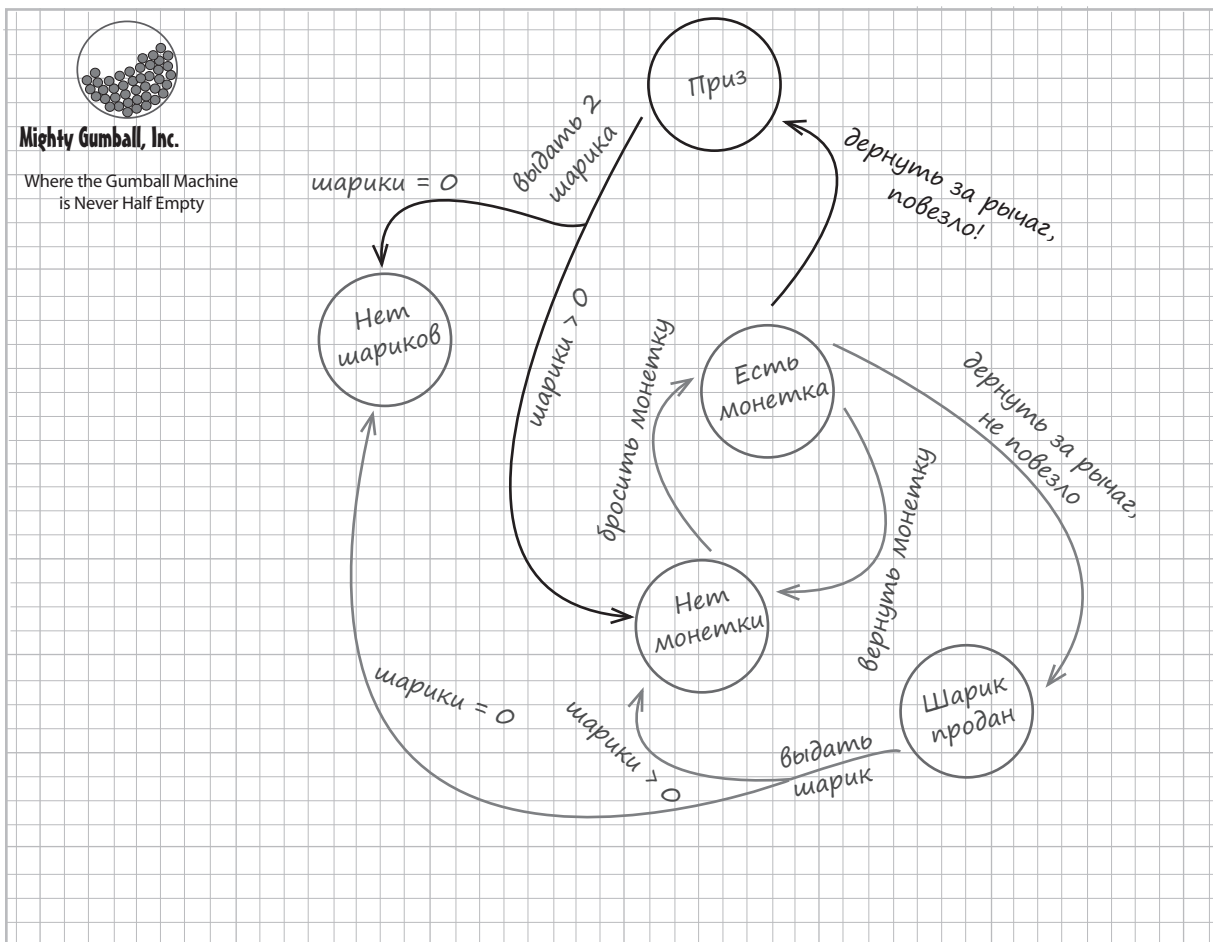 Mighty Gumball, Inc.
Where the Gumball Machine
is Never Half Empty
Приз
выдать 2
шарика
дернуть за рычаг,
повезло!
шарики = 0
Нет
шариков
шарики > 0
бросить монетку
Есть
монетка
дернуть за рычаг,
не повезло
вернуть монетку
Нет
монетки
шарики = 0
шарики > 0
выдать
шарик
Шарик
продан